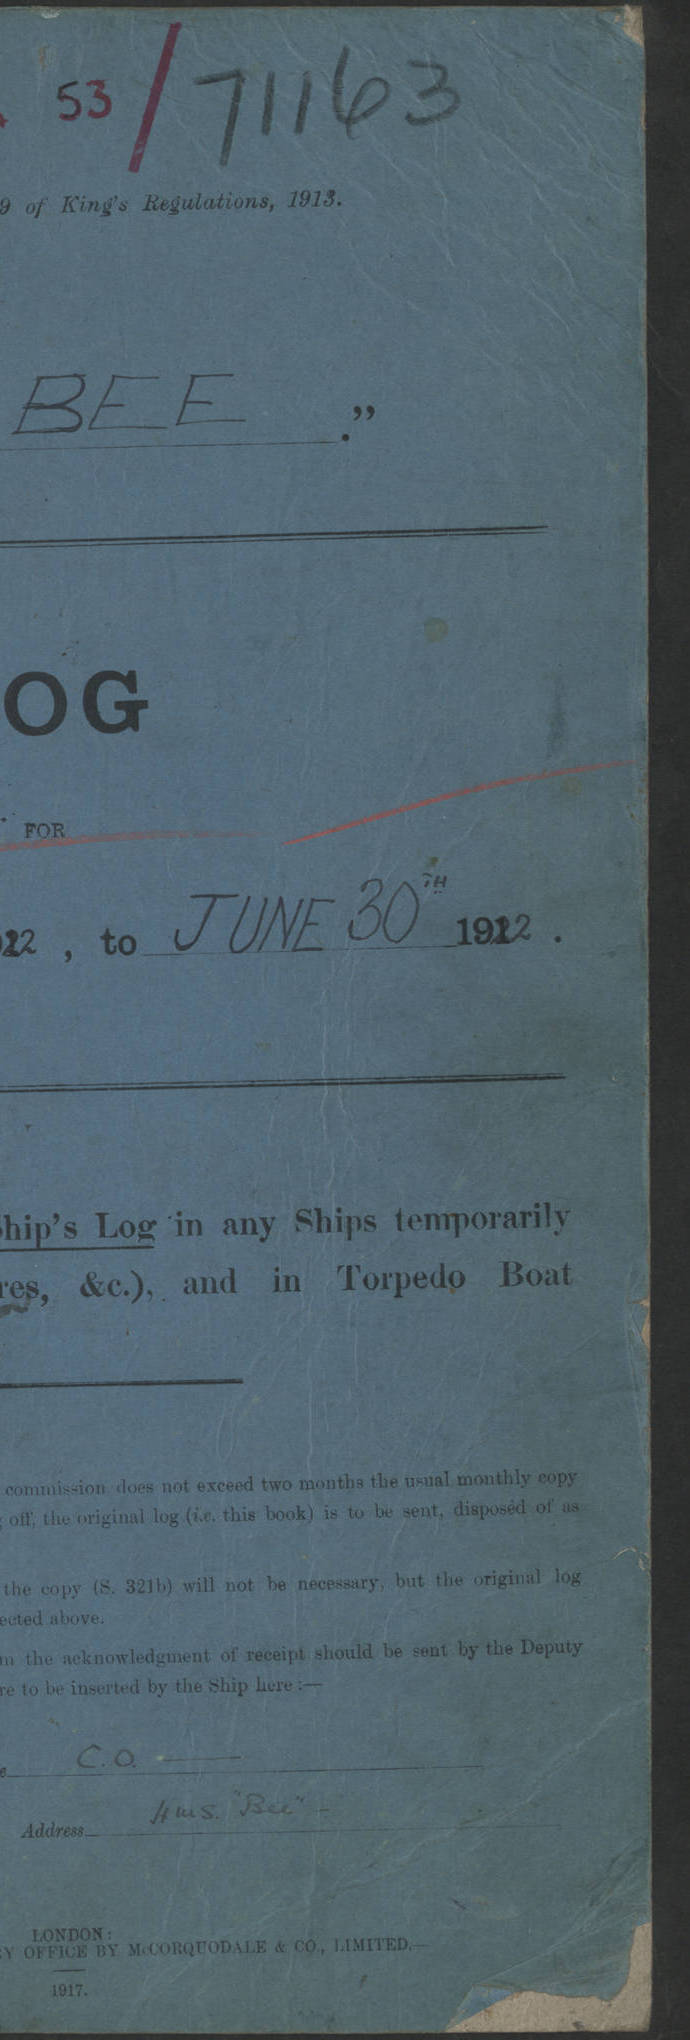 53/71163
9 of King's Regulations, 1913.
BEE ."
OG
FOR
22, to JUNE 30TH 1922.
hip's Log in any Ships temporarily
res, &c.), and in Torpedo Boat
commission does not exceed two months the usual monthly copy
off, the original log (i.e. this book) is to be sent, disposed of as
the copy (S. 321b) will not be necessary, but the original log
ected above.
m the acknowledgment of receipt should be sent by the Deputy
re to be inserted by the Ship here:—
e C.O.
Address H.M.S. "Bee" –
LONDON:
Y OFFICE BY McCORQUODALE & CO., LIMITED.—
1917.